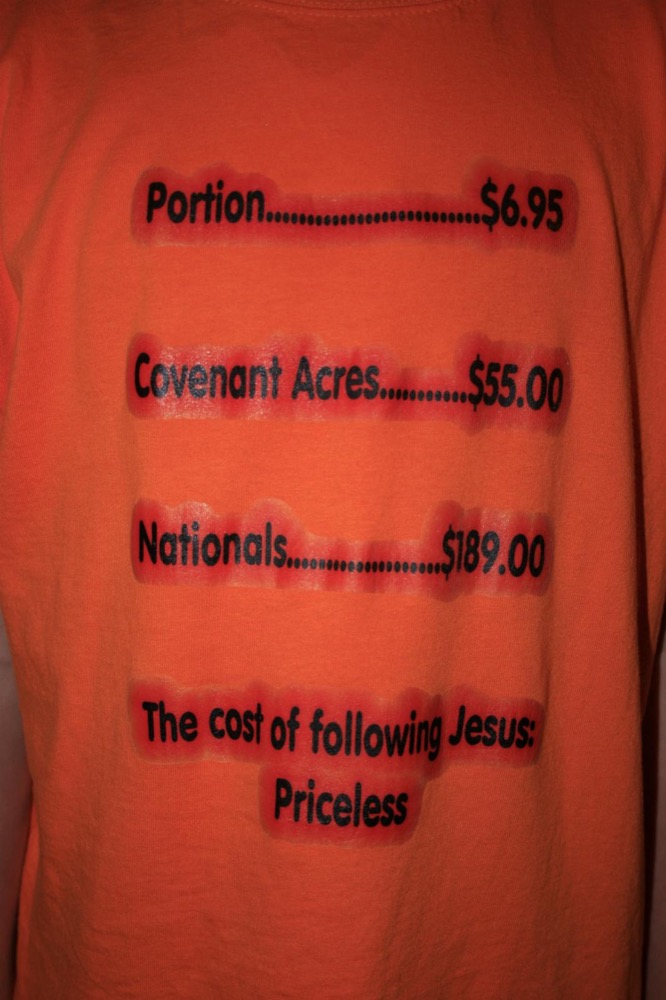 Portion..........................$6.95
Covenant Acres...........$55.00
Nationals.....................$189.00
The cost of following Jesus:
Priceless